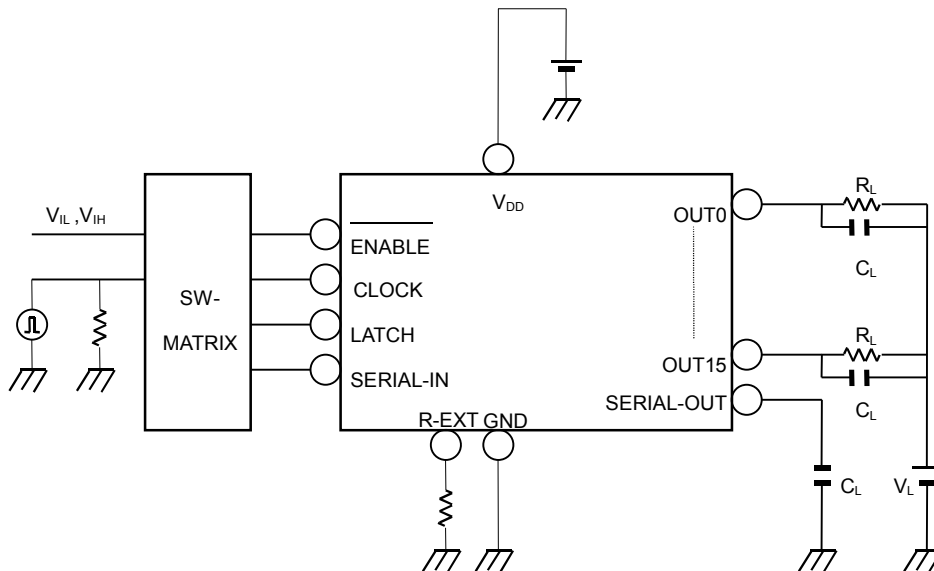 V_DD
V_IL ,V_IH
SW-
MATRIX
ENABLE
CLOCK
LATCH
SERIAL-IN
R-EXT
GND
OUT0
OUT15
SERIAL-OUT
R_L
C_L
R_L
C_L
C_L
V_L